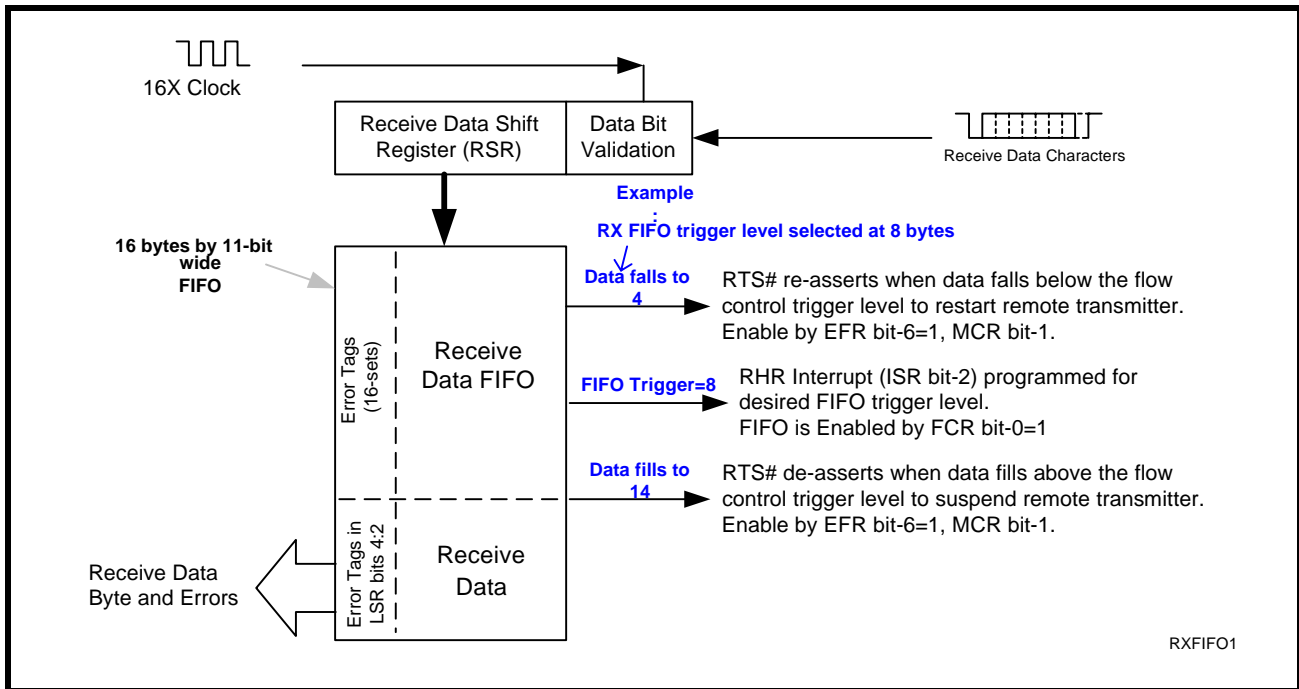 16X Clock
Receive Data Shift
Register (RSR)
Data Bit
Validation
Receive Data Characters
Example
:
RX FIFO trigger level selected at 8 bytes
16 bytes by 11-bit
wide
FIFO
Error Tags
(16-sets)
Receive
Data FIFO
Data falls to
4
RTS# re-asserts when data falls below the flow
control trigger level to restart remote transmitter.
Enable by EFR bit-6=1, MCR bit-1.
FIFO Trigger=8
RHR Interrupt (ISR bit-2) programmed for
desired FIFO trigger level.
FIFO is Enabled by FCR bit-0=1
Data fills to
14
RTS# de-asserts when data fills above the flow
control trigger level to suspend remote transmitter.
Enable by EFR bit-6=1, MCR bit-1.
Error Tags in
LSR bits 4:2
Receive
Data
Receive Data
Byte and Errors
RXFIFO1